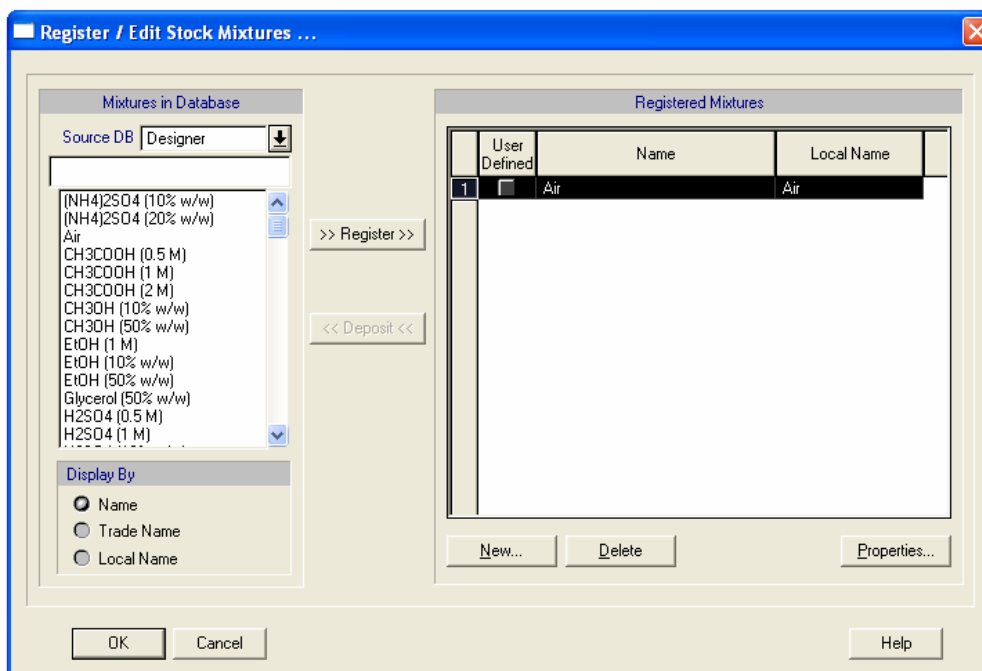 Register / Edit Stock Mixtures ...
Mixtures in Database
Source DB Designer
(NH4)2SO4 (10% w/w)
(NH4)2SO4 (20% w/w)
Air
CH3COOH (0.5 M)
CH3COOH (1 M)
CH3COOH (2 M)
CH3OH (10% w/w)
CH3OH (50% w/w)
EtOH (1 M)
EtOH (10% w/w)
EtOH (50% w/w)
Glycerol (50% w/w)
H2SO4 (0.5 M)
H2SO4 (1 M)
Display By
Name
Trade Name
Local Name
>> Register >>
<< Deposit <<
Registered Mixtures
User Defined Name Local Name
1 Air Air
New... Delete Properties...
OK Cancel Help